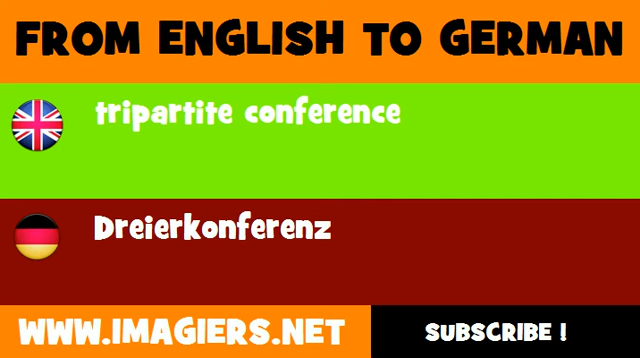 FROM ENGLISH TO GERMAN
tripartite conference
Dreierkonferenz
WWW.IMAGIERS.NET
SUBSCRIBE !